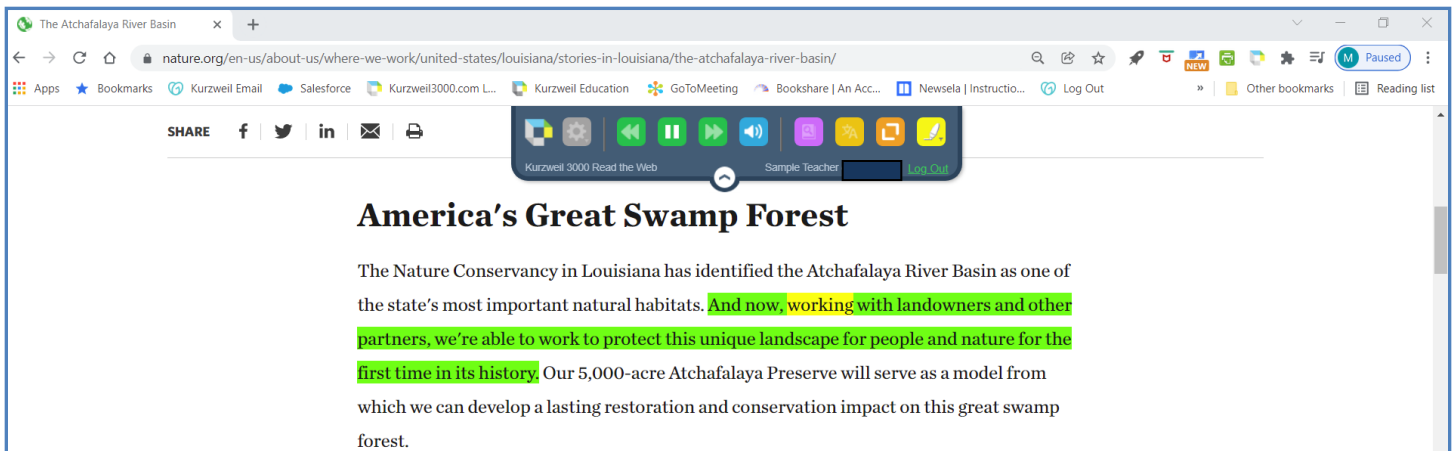 The Atchafalaya River Basin
nature.org/en-us/about-us/where-we-work/united-states/louisiana/stories-in-louisiana/the-atchafalaya-river-basin/
NEW
M Paused
Apps Bookmarks Kurzweil Email Salesforce Kurzweil3000.com L... Kurzweil Education GoToMeeting Bookshare | An Acc... Newsela | Instructio... Log Out » Other bookmarks Reading list
SHARE f in
Kurzweil 3000 Read the Web Sample Teacher Log Out
America's Great Swamp Forest
The Nature Conservancy in Louisiana has identified the Atchafalaya River Basin as one of
the state's most important natural habitats. And now, working with landowners and other
partners, we're able to work to protect this unique landscape for people and nature for the
first time in its history. Our 5,000-acre Atchafalaya Preserve will serve as a model from
which we can develop a lasting restoration and conservation impact on this great swamp
forest.